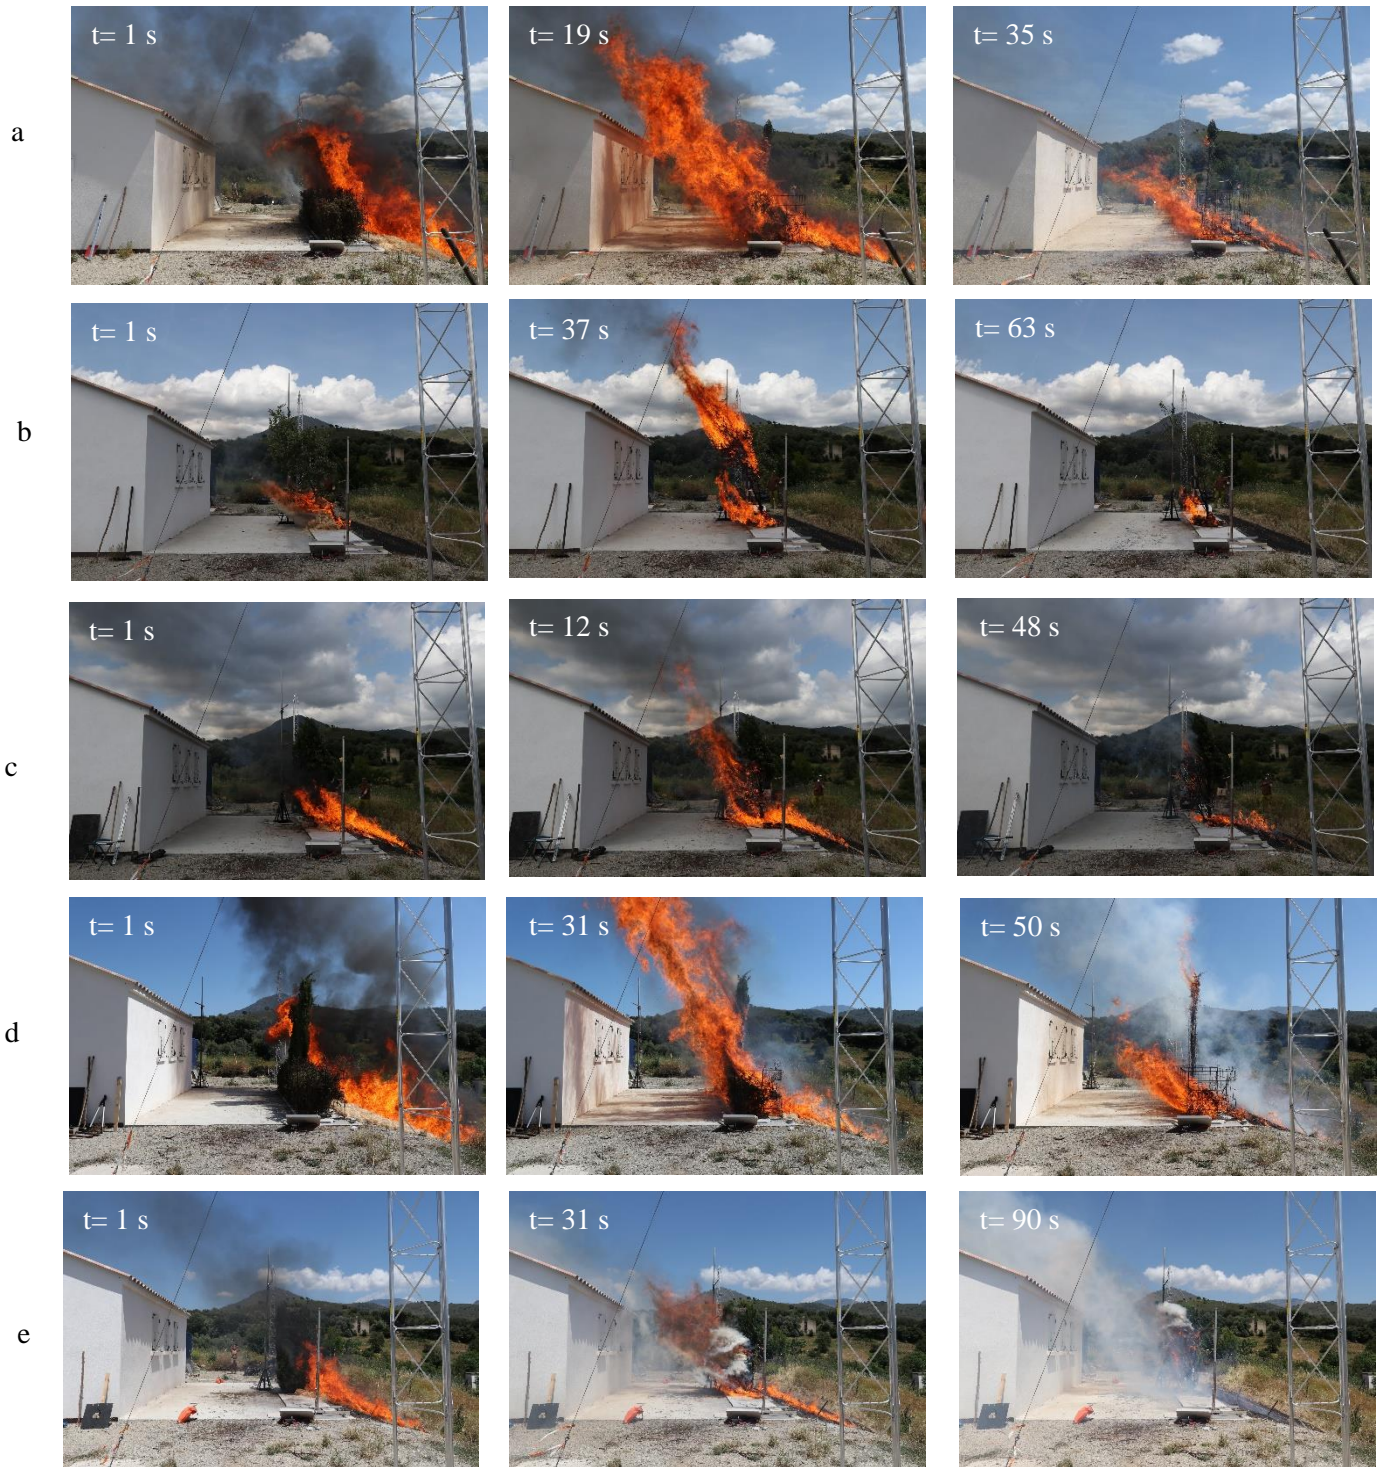 t= 1 s
t= 19 s
t= 35 s
a
t= 1 s
t= 37 s
t= 63 s
b
t= 1 s
t= 12 s
t= 48 s
c
t= 1 s
t= 31 s
t= 50 s
d
t= 1 s
t= 31 s
t= 90 s
e